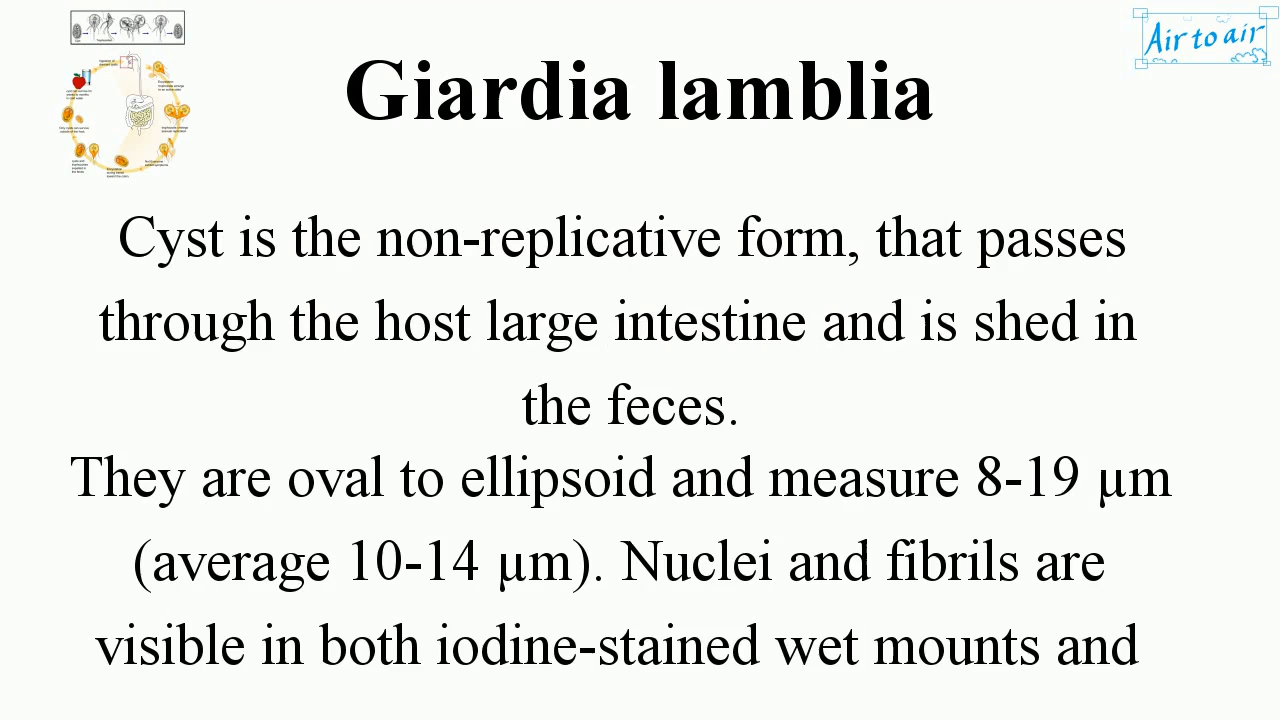 Air to air
Giardia lamblia
Cyst is the non-replicative form, that passes
through the host large intestine and is shed in
the feces.
They are oval to ellipsoid and measure 8-19 µm
(average 10-14 µm). Nuclei and fibrils are
visible in both iodine-stained wet mounts and